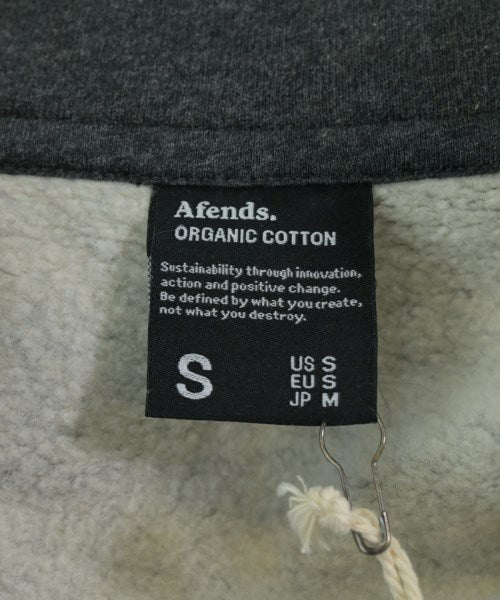 Afends.
ORGANIC COTTON
Sustainability through innovation,
action and positive change.
Be defined by what you create,
not what you destroy.
S
US S
EU S
JP M